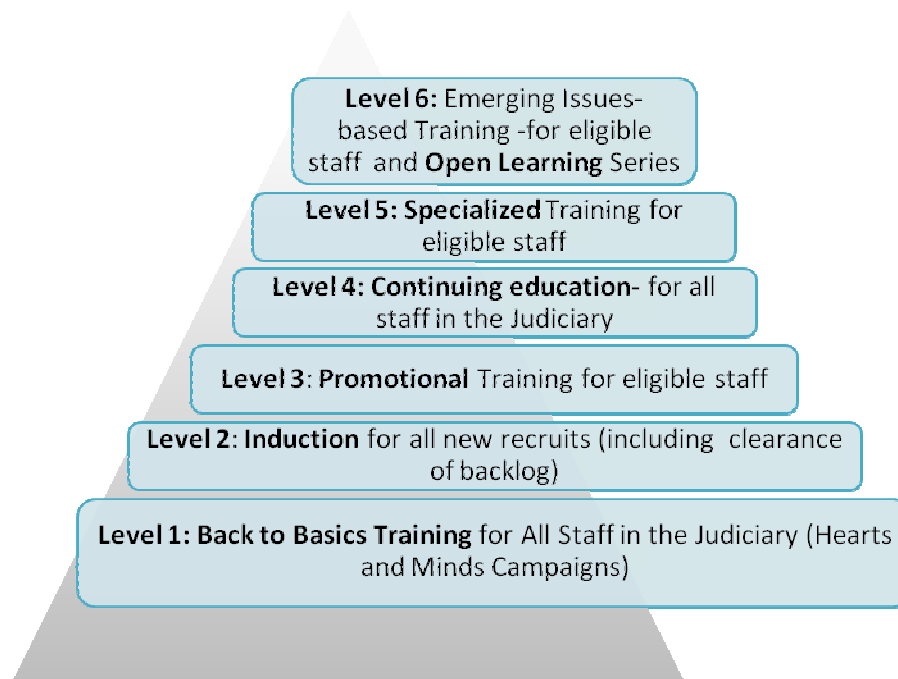 Level 6: Emerging Issues-
based Training -for eligible
staff and Open Learning Series
Level 5: Specialized Training for
eligible staff
Level 4: Continuing education- for all
staff in the Judiciary
Level 3: Promotional Training for eligible staff
Level 2: Induction for all new recruits (including clearance
of backlog)
Level 1: Back to Basics Training for All Staff in the Judiciary (Hearts
and Minds Campaigns)